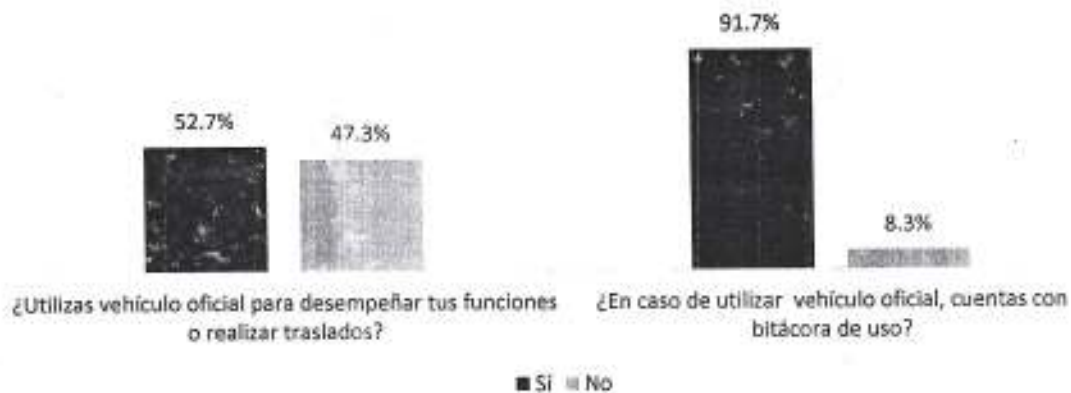 91.7%
52.7%
47.3%
8.3%
¿Utilizas vehículo oficial para desempeñar tus funciones
o realizar traslados?
¿En caso de utilizar vehículo oficial, cuentas con
bitácora de uso?
Si No